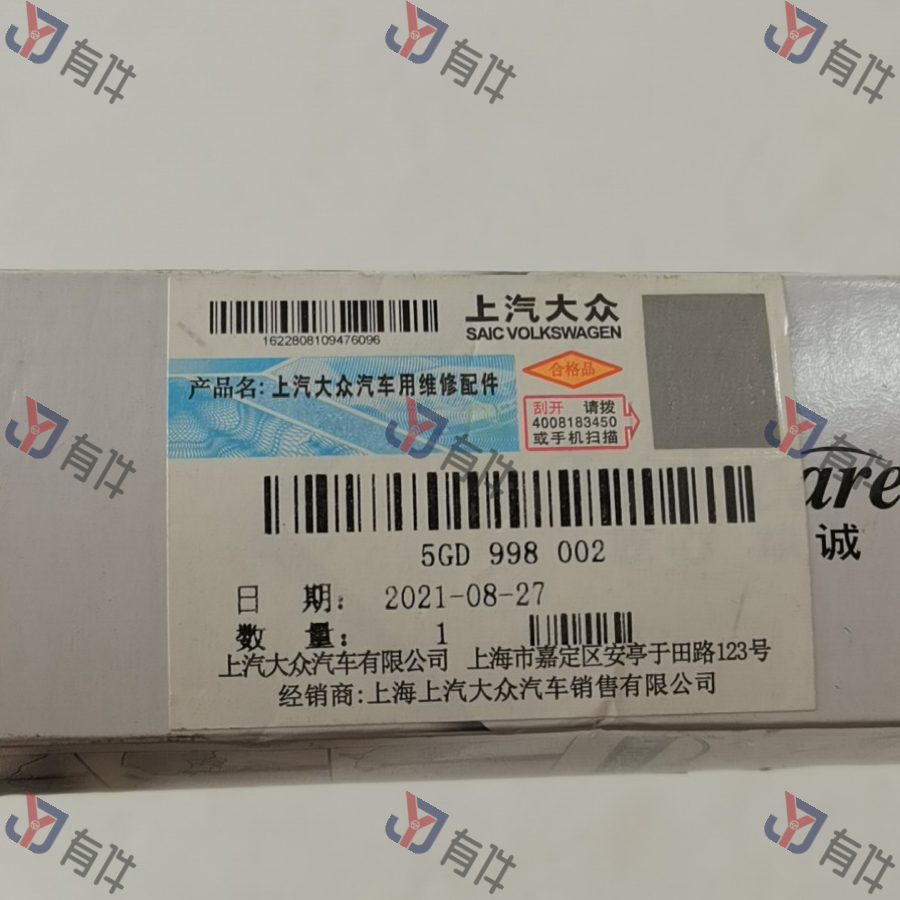 有件
有件
有件
上汽大众
SAIC VOLKSWAGEN
1622808109476096
产品名:上汽大众汽车用维修配件
合格品
刮开 请拨
4008183450
或手机扫描
有件
有件
有件
are
诚
5GD 998 002
日 期: 2021-08-27
数 量: 1
上汽大众汽车有限公司 上海市嘉定区安亭于田路123号
经销商:上海上汽大众汽车销售有限公司
有件
有件
有件